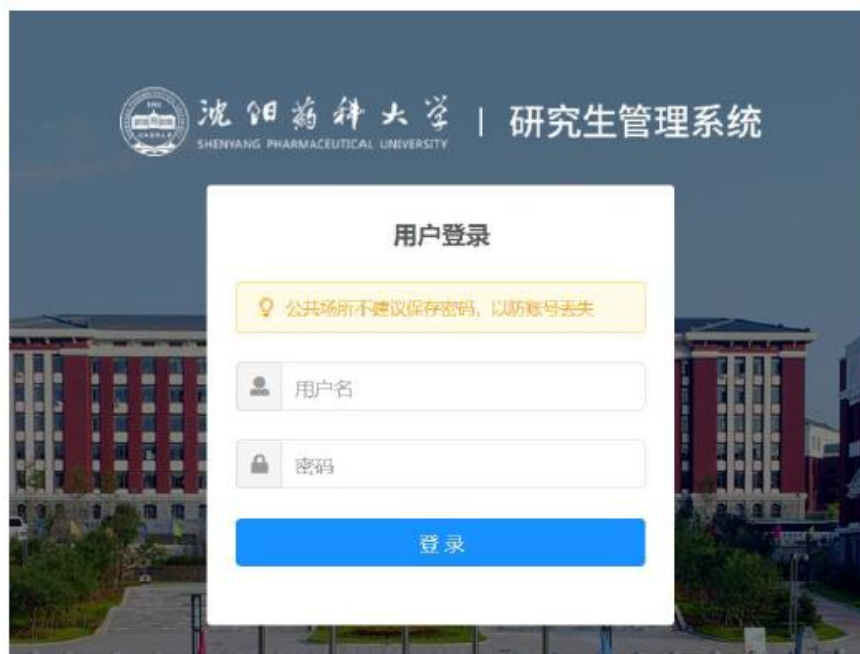 沈阳药科大学 | 研究生管理系统
SHENYANG PHARMACEUTICAL UNIVERSITY
用户登录
公共场所不建议保存密码，以防账号丢失
用户名
密码
登 录